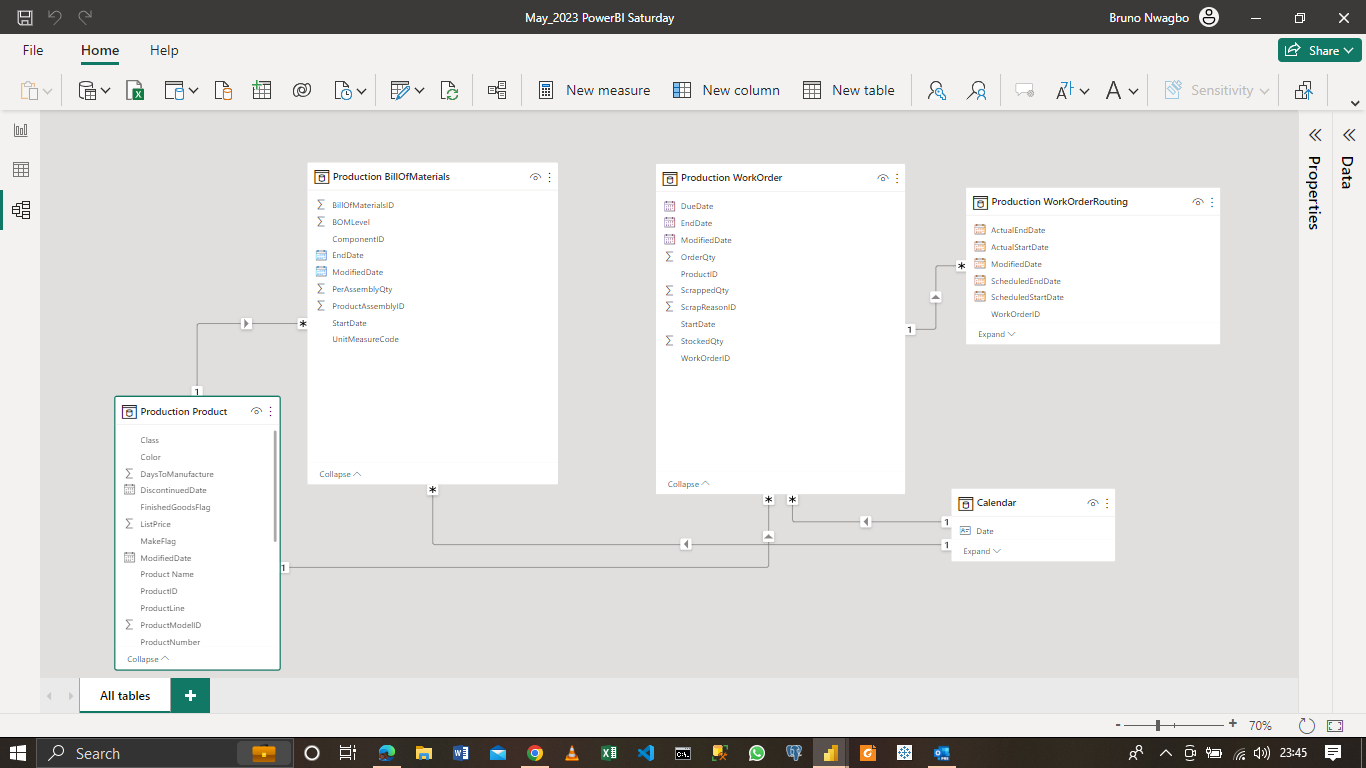 May_2023 PowerBI Saturday
Bruno Nwagbo
File
Home
Help
Share
New measure
New column
New table
Sensitivity
Properties
Data
Production BillOfMaterials
BillOfMaterialsID
BOMLevel
ComponentID
EndDate
ModifiedDate
PerAssemblyQty
ProductAssemblyID
StartDate
UnitMeasureCode
Collapse
Production WorkOrder
DueDate
EndDate
ModifiedDate
OrderQty
ProductID
ScrappedQty
ScrapReasonID
StartDate
StockedQty
WorkOrderID
Collapse
Production WorkOrderRouting
ActualEndDate
ActualStartDate
ModifiedDate
ScheduledEndDate
ScheduledStartDate
WorkOrderID
Expand
1
*
1
*
Production Product
Class
Color
DaysToManufacture
DiscontinuedDate
FinishedGoodsFlag
ListPrice
MakeFlag
ModifiedDate
Product Name
ProductID
ProductLine
ProductModelID
ProductNumber
Collapse
*
*
*
1
1
1
Calendar
Date
Expand
All tables
+
- + 70%
Search
23:45